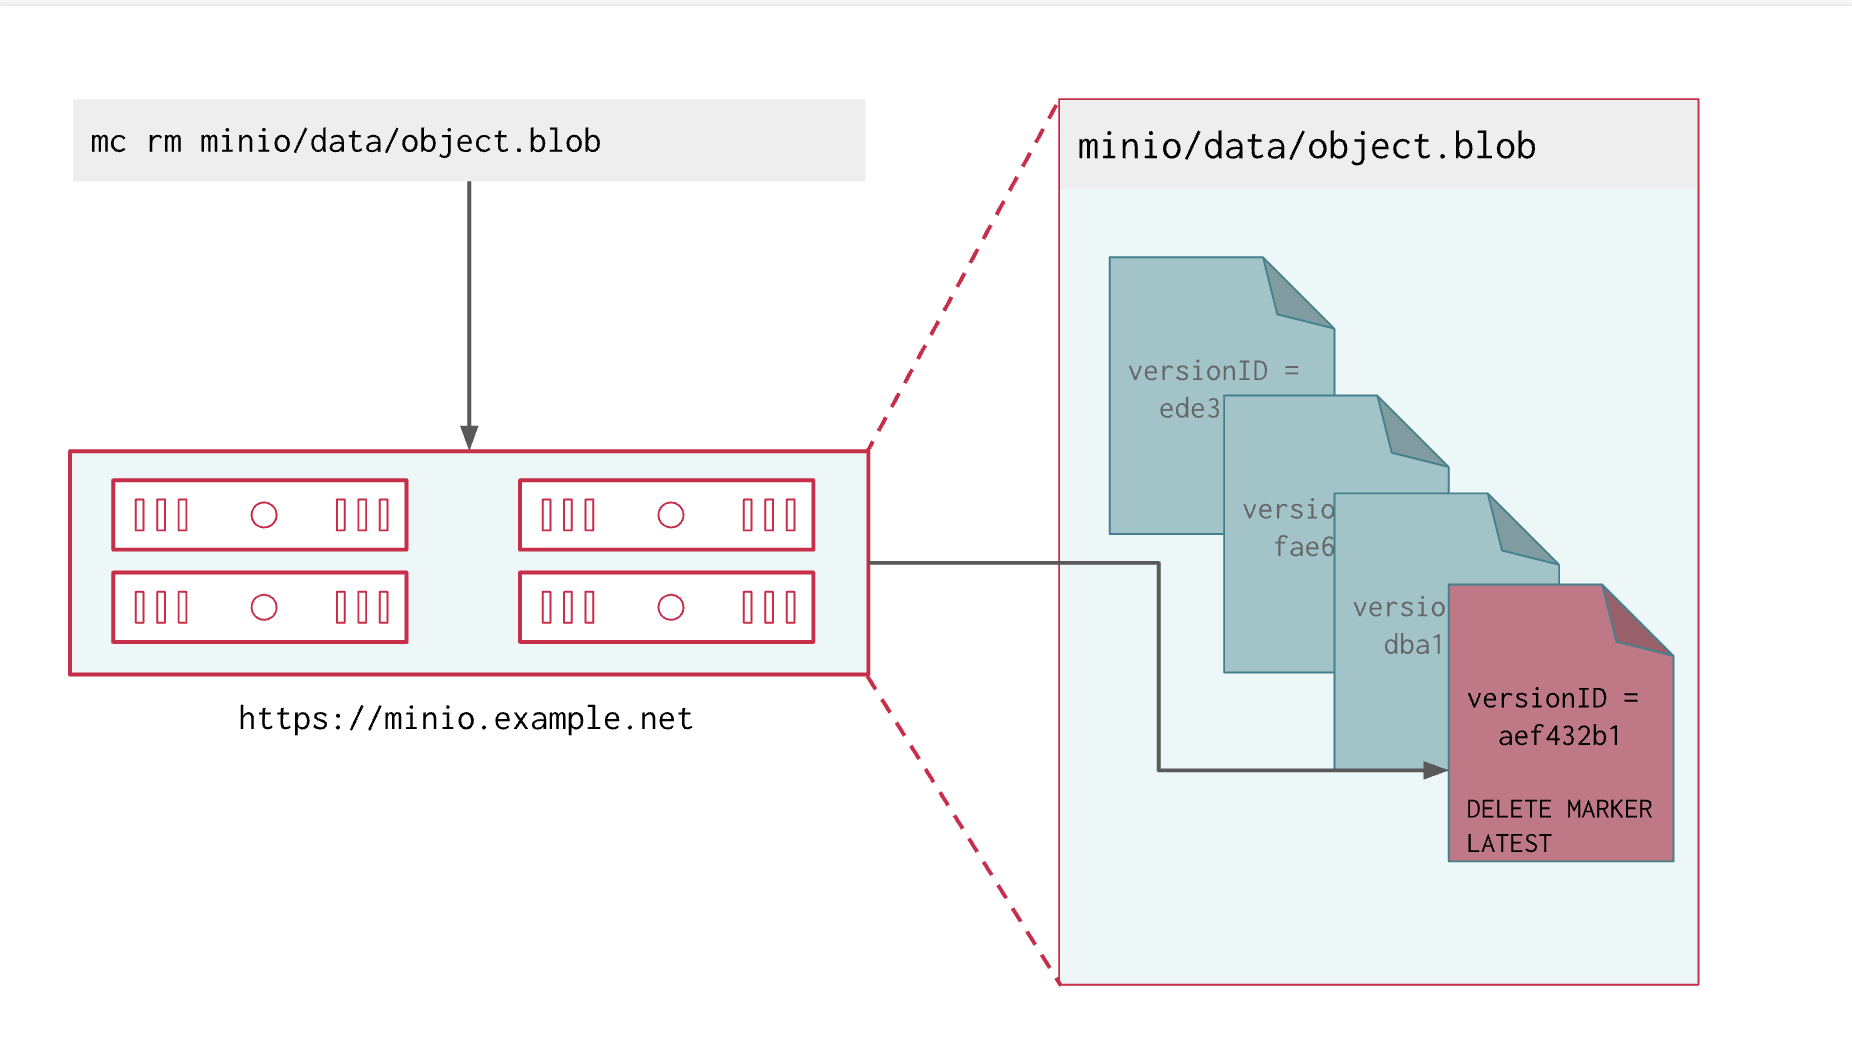 mc rm minio/data/object.blob
https://minio.example.net
minio/data/object.blob
versionID =
ede3
versio
fae6
versio
dba1
versionID =
aef432b1
DELETE MARKER
LATEST